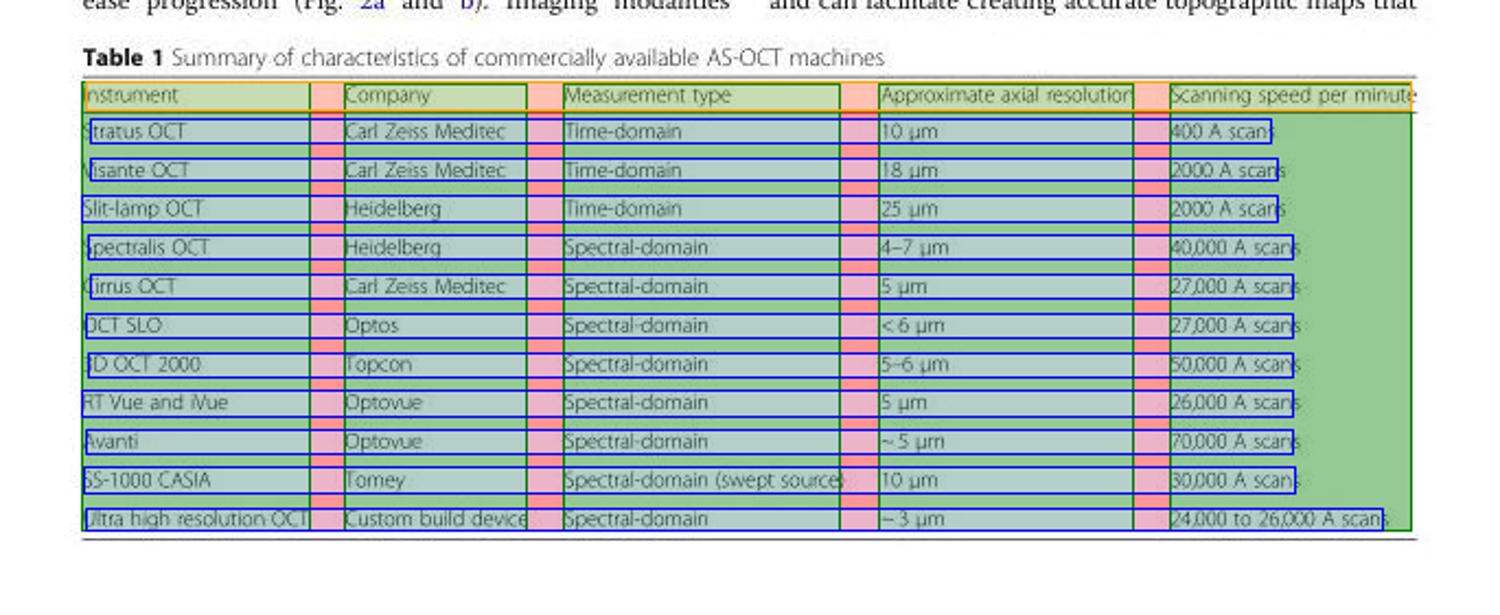 ease progression (Fig. 2a and b). Imaging modalities and can facilitate creating accurate topographic maps that
Table 1 Summary of characteristics of commercially available AS-OCT machines
Instrument Company Measurement type Approximate axial resolution Scanning speed per minute
Stratus OCT Carl Zeiss Meditec Time-domain 10 μm 400 A scans
Visante OCT Carl Zeiss Meditec Time-domain 18 μm 2000 A scans
Slit-lamp OCT Heidelberg Time-domain 25 μm 2000 A scans
Spectralis OCT Heidelberg Spectral-domain 4–7 μm 40,000 A scans
Cirrus OCT Carl Zeiss Meditec Spectral-domain 5 μm 27,000 A scans
OCT SLO Optos Spectral-domain < 6 μm 27,000 A scans
3D OCT 2000 Topcon Spectral-domain 5–6 μm 50,000 A scans
RT Vue and iVue Optovue Spectral-domain 5 μm 26,000 A scans
Avanti Optovue Spectral-domain ~ 5 μm 70,000 A scans
SS-1000 CASIA Tomey Spectral-domain (swept source) 10 μm 30,000 A scans
Ultra high resolution OCT Custom build device Spectral-domain ~ 3 μm 24,000 to 26,000 A scans